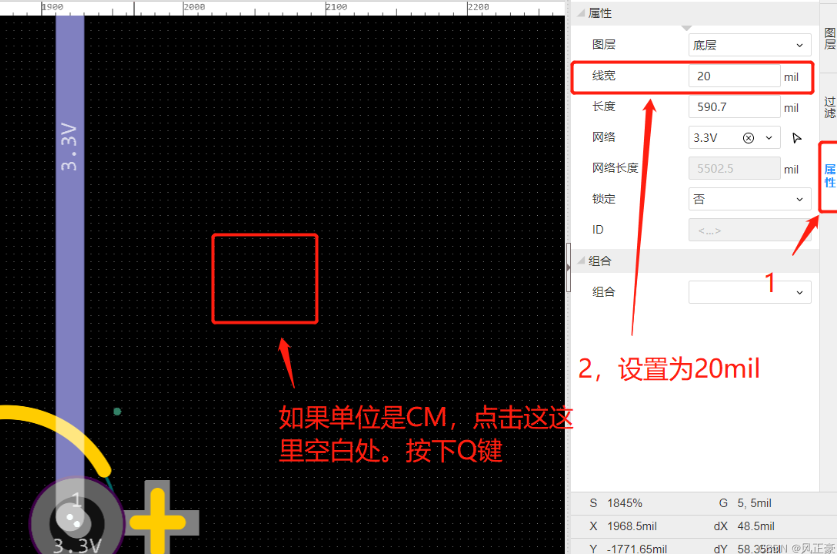 1900
2000
2100
2200
属性
图层
底层
线宽
20
mil
长度
590.7
mil
网络
3.3V
网络长度
5502.5
mil
锁定
否
ID
<...>
组合
组合
图层
过滤
属性
1
2，设置为20mil
3.3V
如果单位是CM，点击这这
里空白处。按下Q键
1
3.3V
S 1845% G 5, 5mil
X 1968.5mil dX 48.5mil
Y -1771.65mil dY
@风正豪